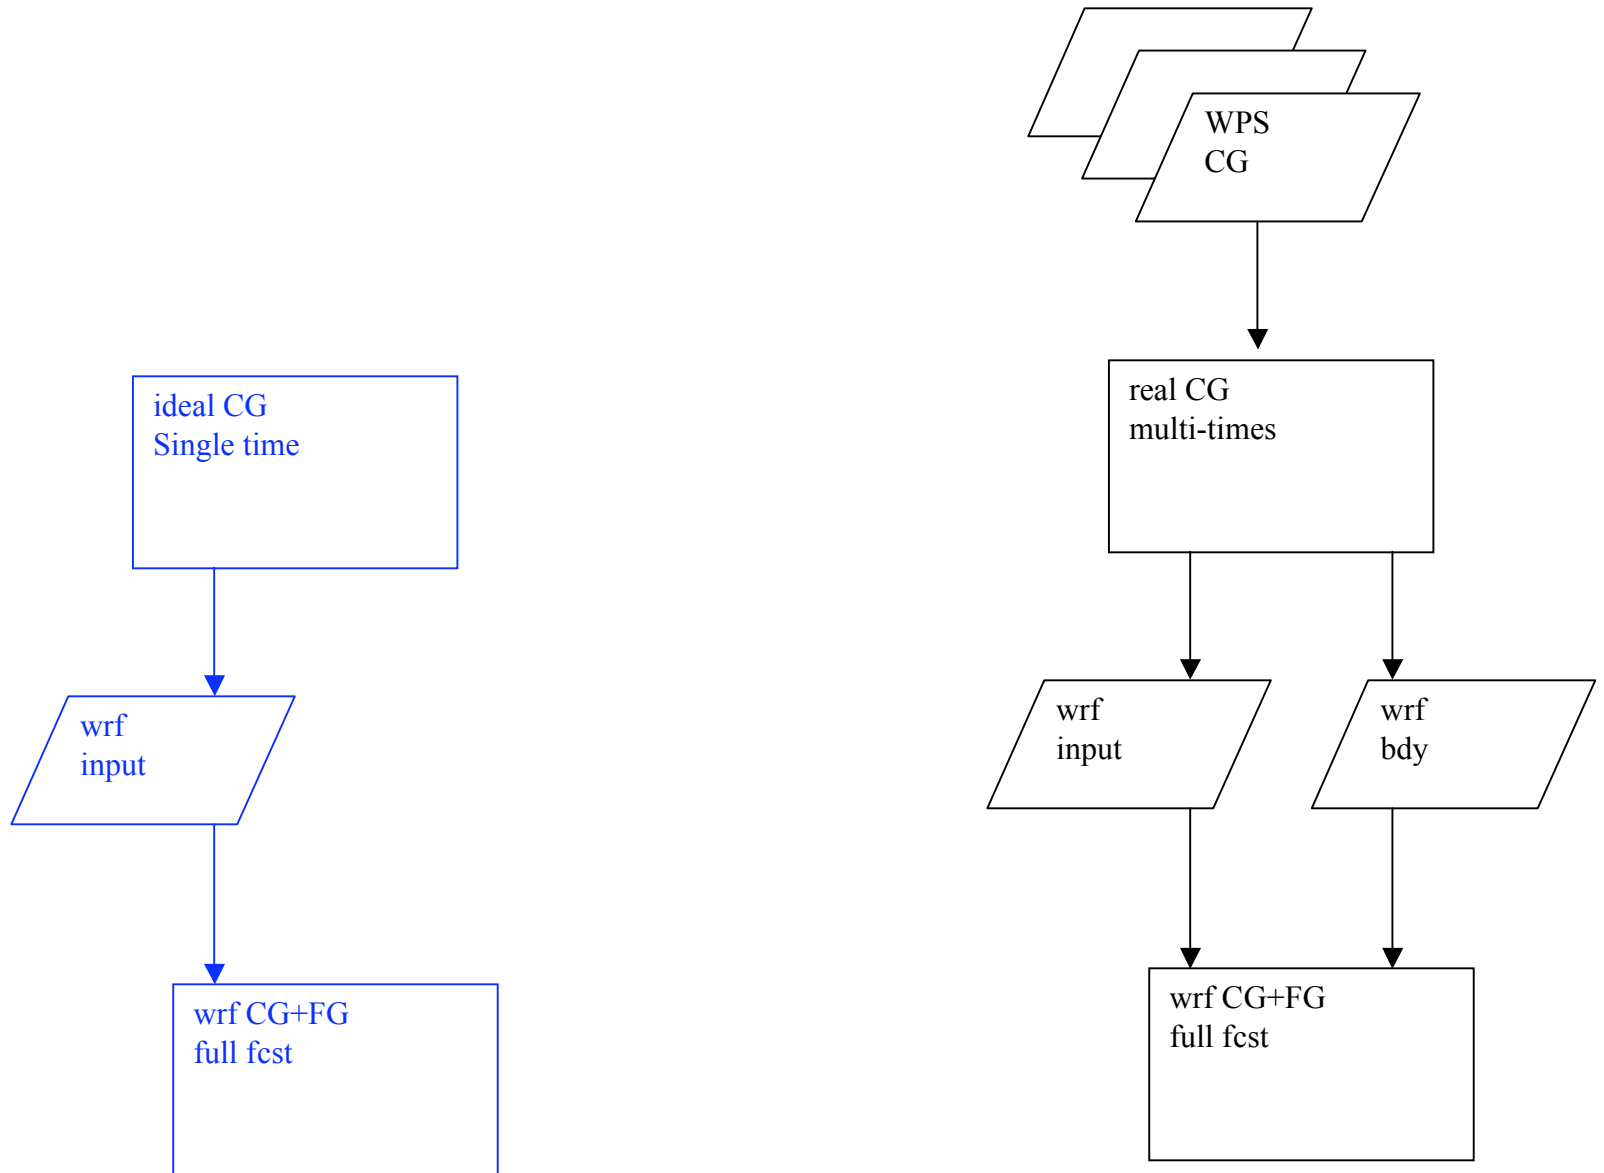 WPS
CG
ideal CG
Single time
real CG
multi-times
wrf
input
wrf
input
wrf
bdy
wrf CG+FG
full fcst
wrf CG+FG
full fcst